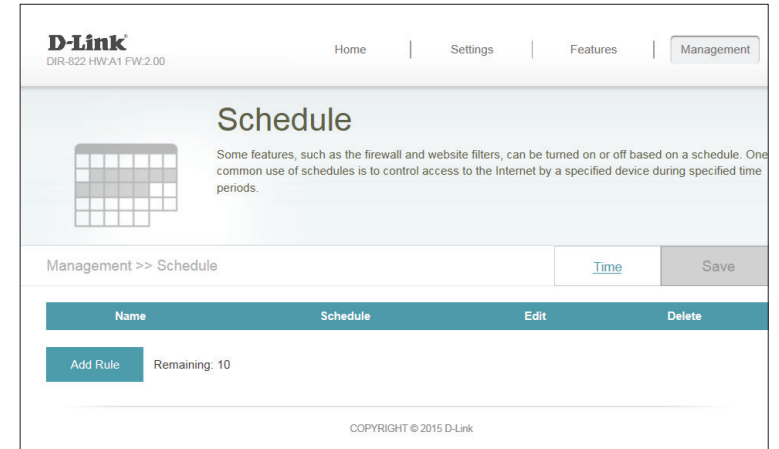 D-Link
DIR-822 HW:A1 FW:2.00
Home
Settings
Features
Management
Schedule
Some features, such as the firewall and website filters, can be turned on or off based on a schedule. One
common use of schedules is to control access to the Internet by a specified device during specified time
periods.
Management >> Schedule
Time
Save
Name
Schedule
Edit
Delete
Add Rule
Remaining: 10
COPYRIGHT © 2015 D-Link